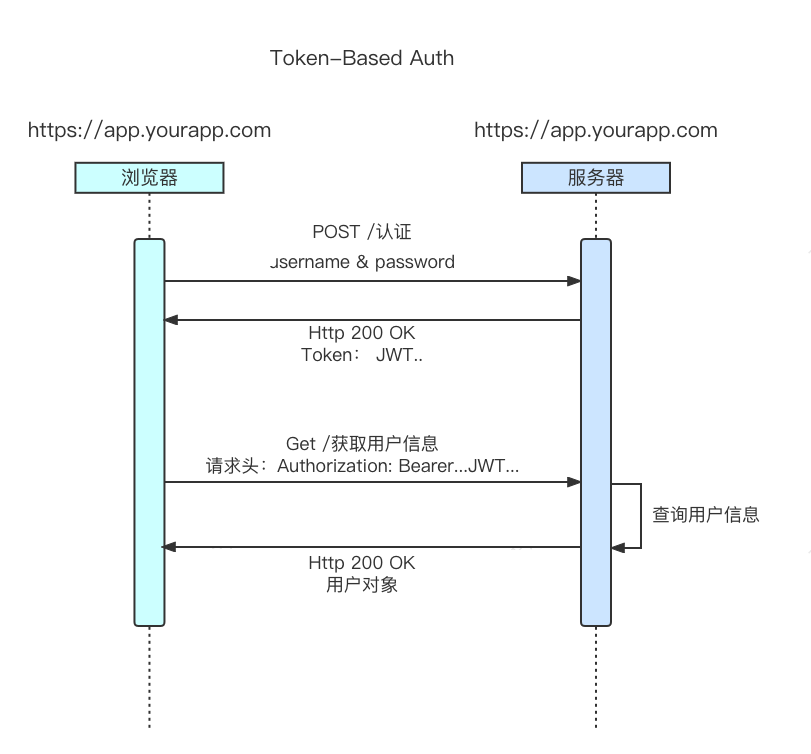 Token-Based Auth
https://app.yourapp.com
https://app.yourapp.com
浏览器
服务器
POST /认证
username & password
Http 200 OK
Token： JWT..
Get /获取用户信息
请求头：Authorization: Bearer...JWT...
查询用户信息
Http 200 OK
用户对象